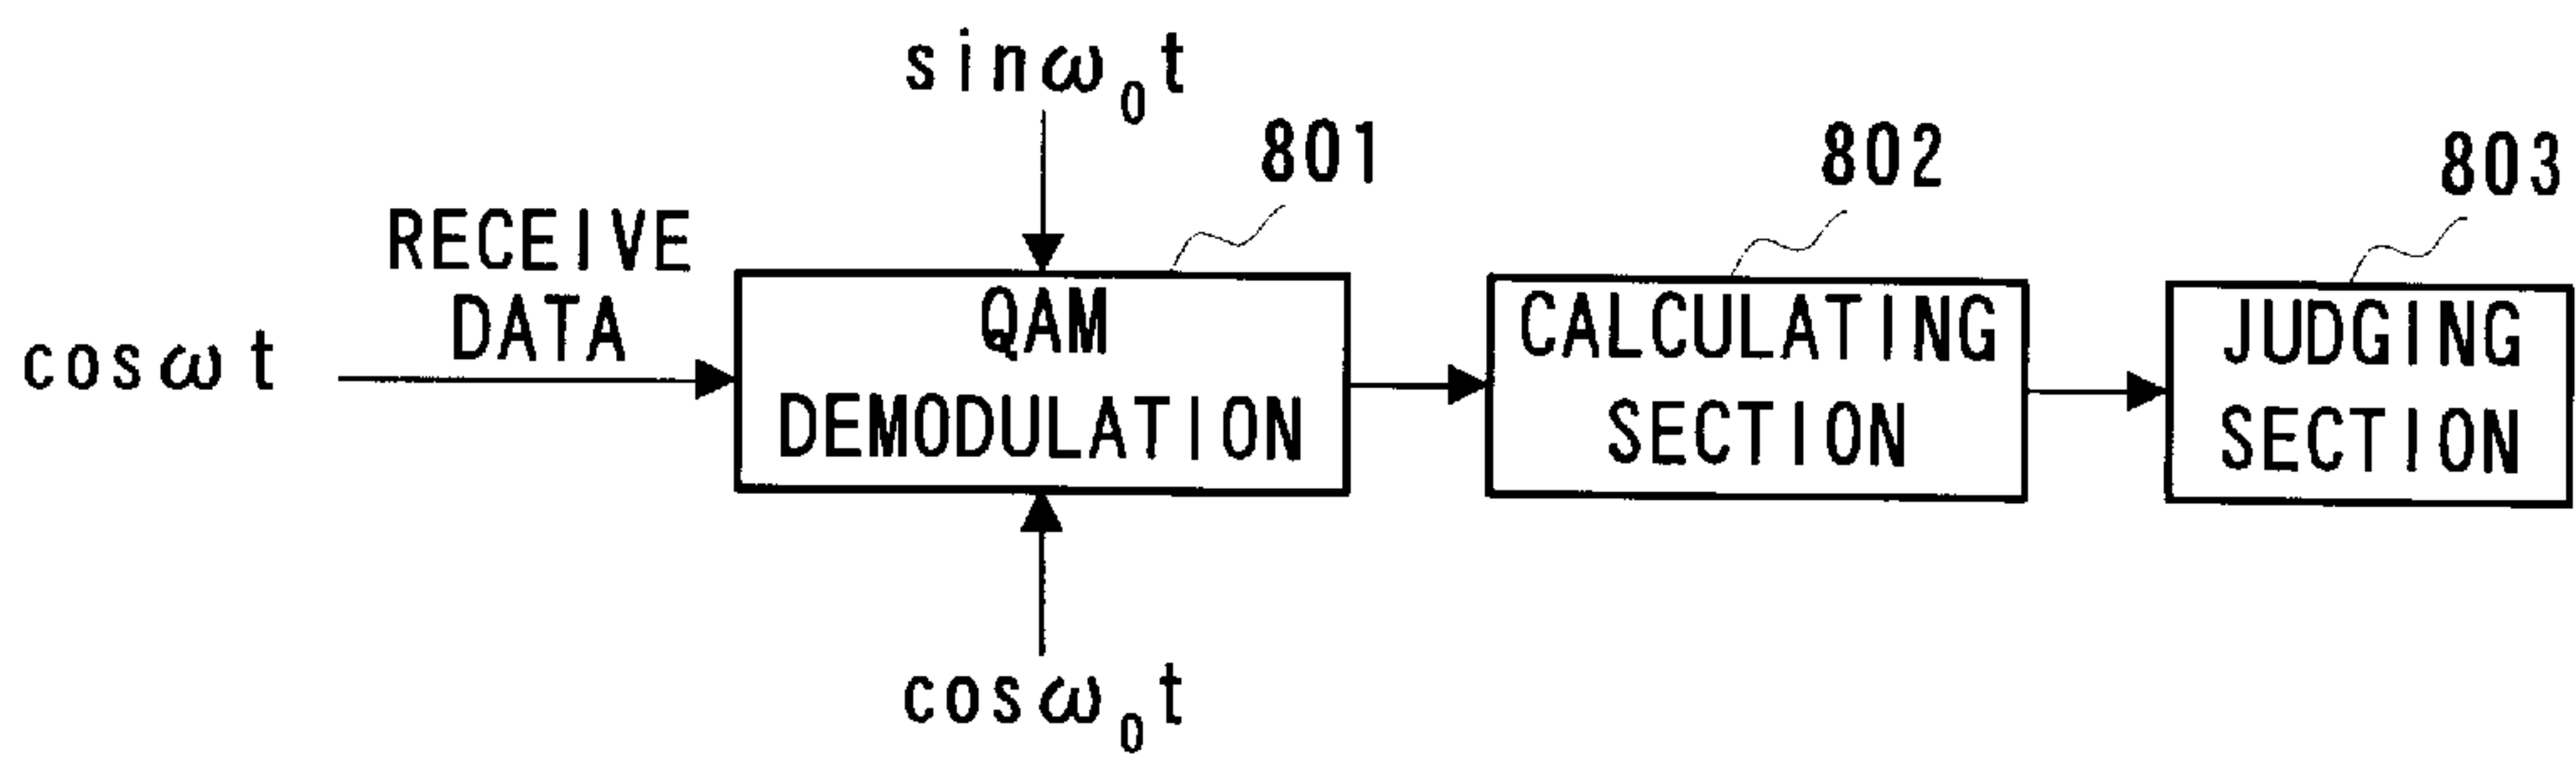 sinω₀t
801
802
803
RECEIVE
DATA
cosωt
QAM
DEMODULATION
CALCULATING
SECTION
JUDGING
SECTION
cosω₀t